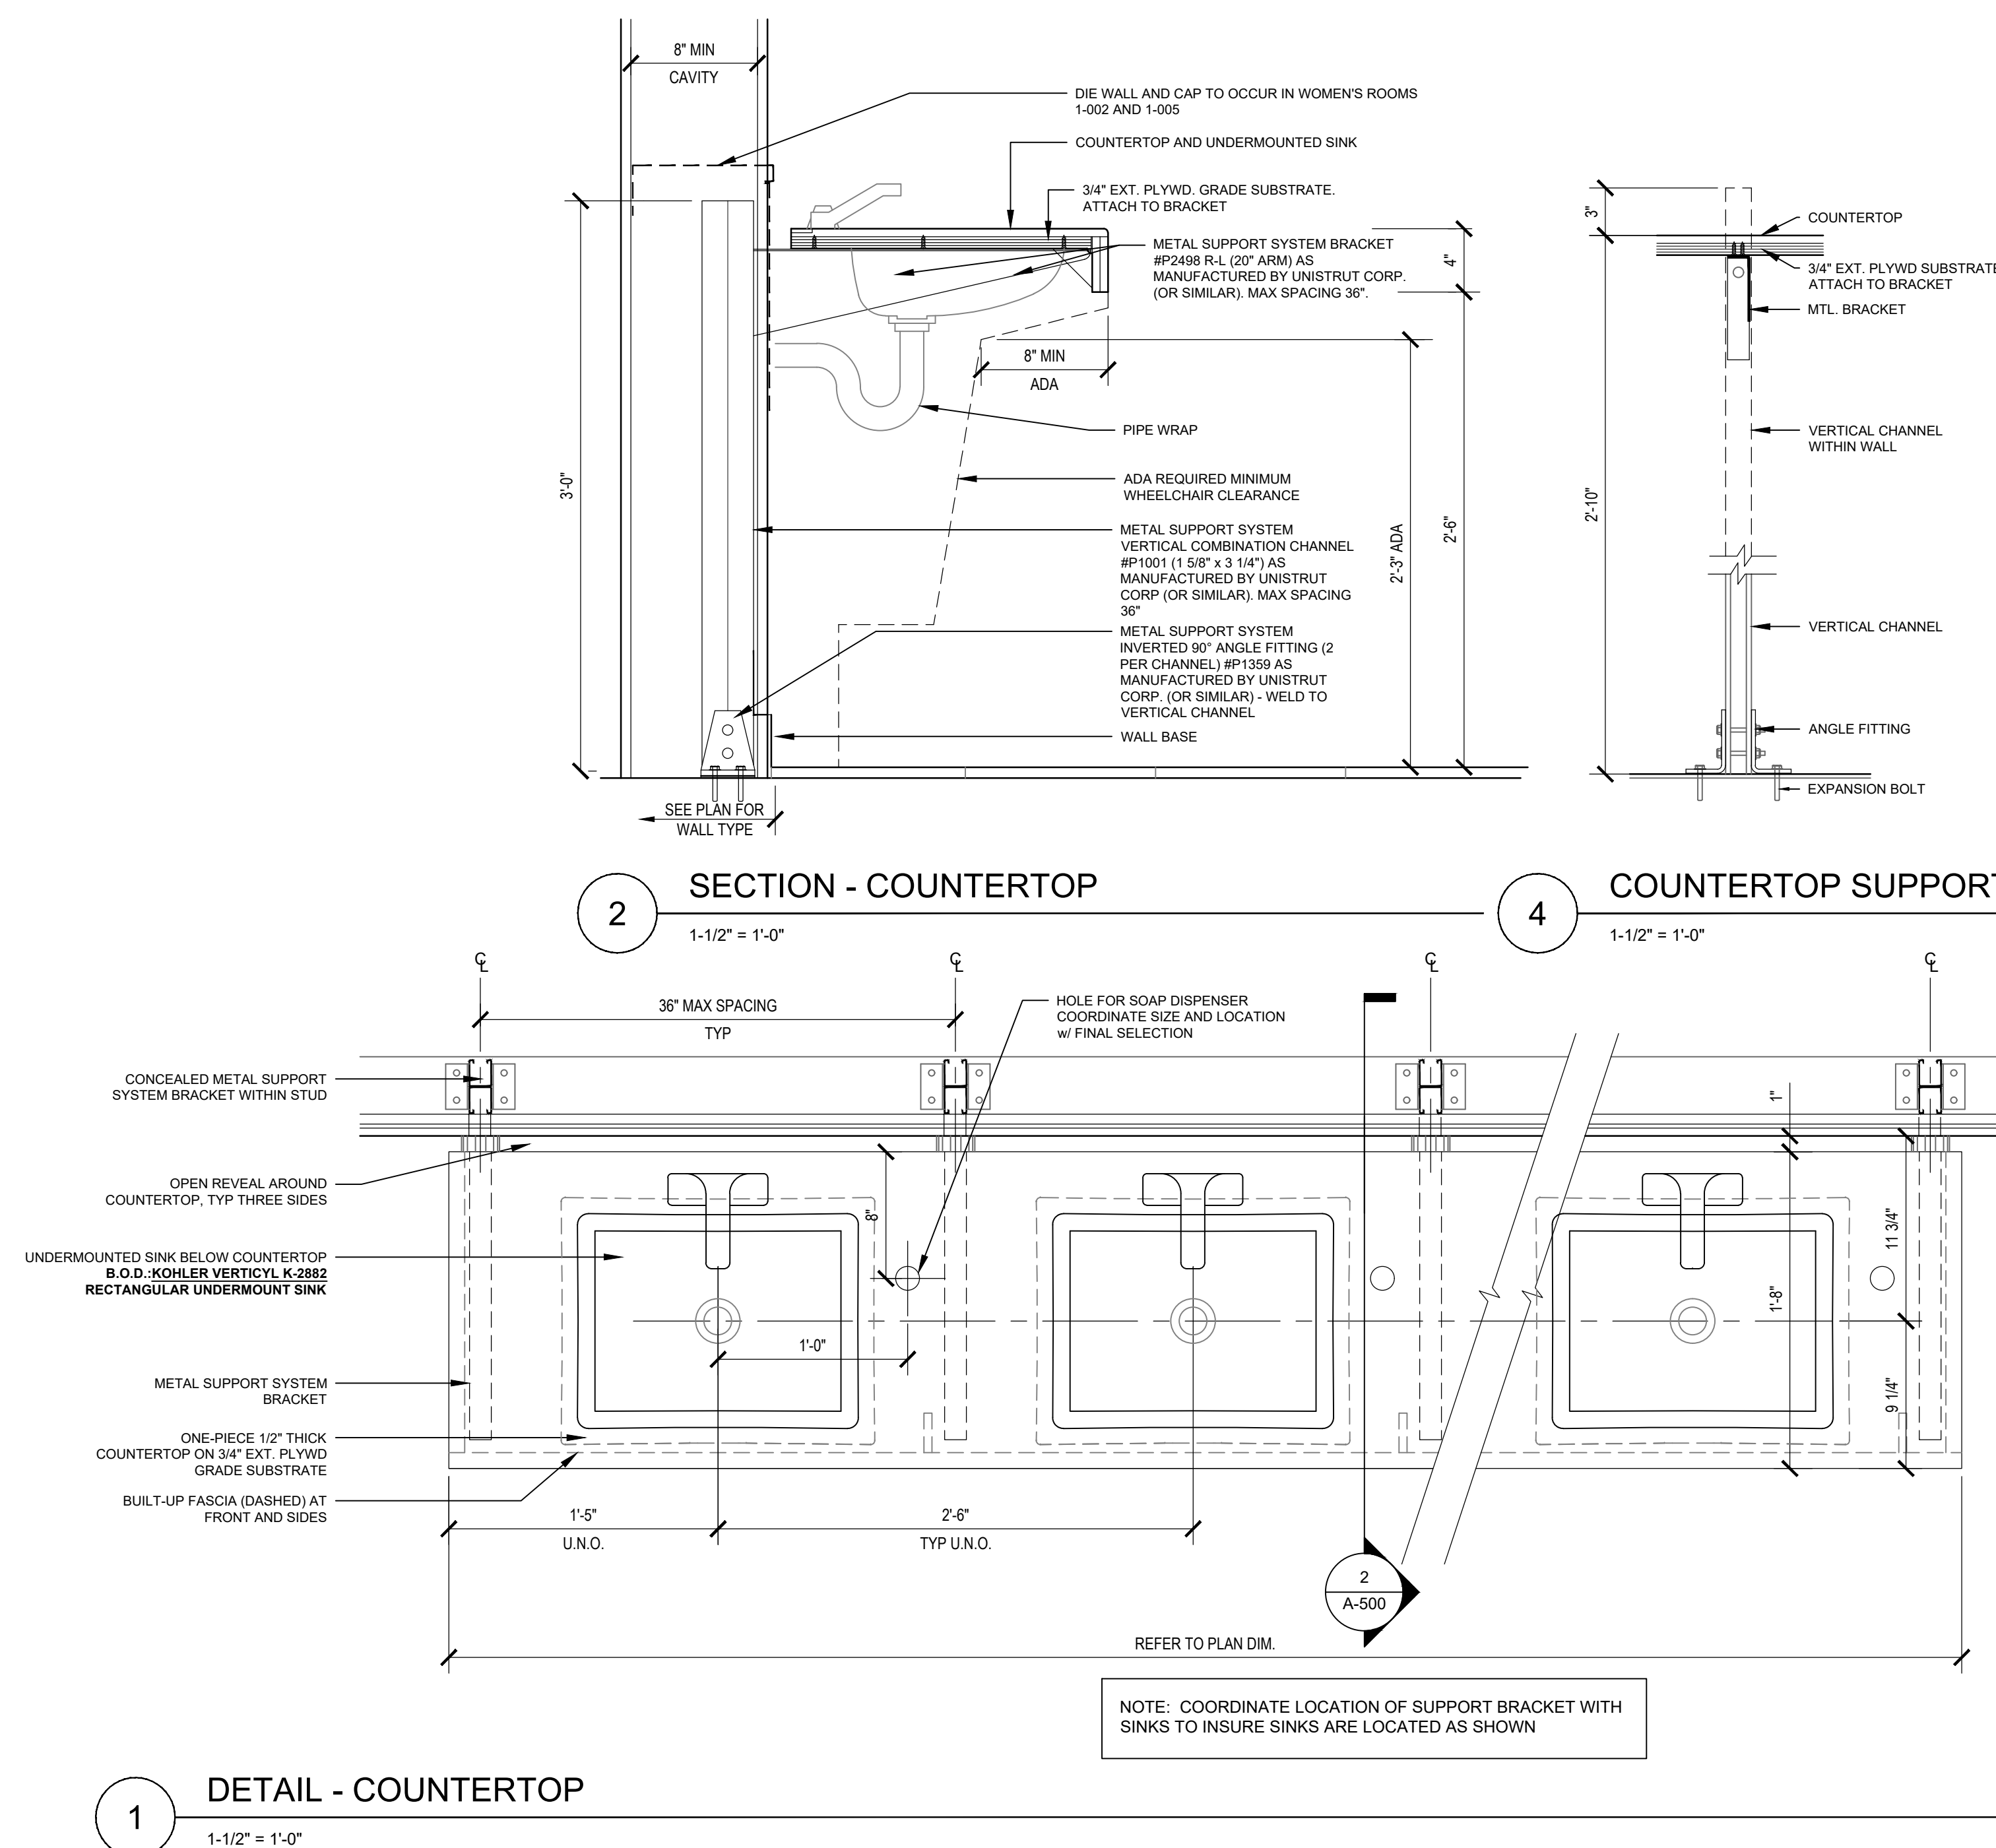 8" MIN
CAVITY
DIE WALL AND CAP TO OCCUR IN WOMEN'S ROOMS
1-002 AND 1-005
COUNTERTOP AND UNDERMOUNTED SINK
3/4" EXT. PLYWD. GRADE SUBSTRATE.
ATTACH TO BRACKET
METAL SUPPORT SYSTEM BRACKET
#P2498 R-L (20" ARM) AS
MANUFACTURED BY UNISTRUT CORP.
(OR SIMILAR). MAX SPACING 36".
4"
8" MIN
ADA
PIPE WRAP
ADA REQUIRED MINIMUM
WHEELCHAIR CLEARANCE
3'-0"
METAL SUPPORT SYSTEM
VERTICAL COMBINATION CHANNEL
#P1001 (1 5/8" x 3 1/4") AS
MANUFACTURED BY UNISTRUT
CORP (OR SIMILAR). MAX SPACING
36"
METAL SUPPORT SYSTEM
INVERTED 90° ANGLE FITTING (2
PER CHANNEL) #P1359 AS
MANUFACTURED BY UNISTRUT
CORP. (OR SIMILAR) - WELD TO
VERTICAL CHANNEL
WALL BASE
2'-3" ADA
2'-6"
SEE PLAN FOR
WALL TYPE
2
SECTION - COUNTERTOP
1-1/2" = 1'-0"
3"
COUNTERTOP
3/4" EXT. PLYWD SUBSTRATE
ATTACH TO BRACKET
MTL. BRACKET
VERTICAL CHANNEL
WITHIN WALL
2'-10"
VERTICAL CHANNEL
ANGLE FITTING
EXPANSION BOLT
4
COUNTERTOP SUPPORT
1-1/2" = 1'-0"
℄
℄
℄
℄
36" MAX SPACING
TYP
HOLE FOR SOAP DISPENSER
COORDINATE SIZE AND LOCATION
w/ FINAL SELECTION
CONCEALED METAL SUPPORT
SYSTEM BRACKET WITHIN STUD
OPEN REVEAL AROUND
COUNTERTOP, TYP THREE SIDES
UNDERMOUNTED SINK BELOW COUNTERTOP
B.O.D.:KOHLER VERTICYL K-2882
RECTANGULAR UNDERMOUNT SINK
METAL SUPPORT SYSTEM
BRACKET
ONE-PIECE 1/2" THICK
COUNTERTOP ON 3/4" EXT. PLYWD
GRADE SUBSTRATE
BUILT-UP FASCIA (DASHED) AT
FRONT AND SIDES
8"
1'-0"
1"
11 3/4"
1'-8"
9 1/4"
1'-5"
U.N.O.
2'-6"
TYP U.N.O.
2
A-500
REFER TO PLAN DIM.
NOTE: COORDINATE LOCATION OF SUPPORT BRACKET WITH
SINKS TO INSURE SINKS ARE LOCATED AS SHOWN
1
DETAIL - COUNTERTOP
1-1/2" = 1'-0"